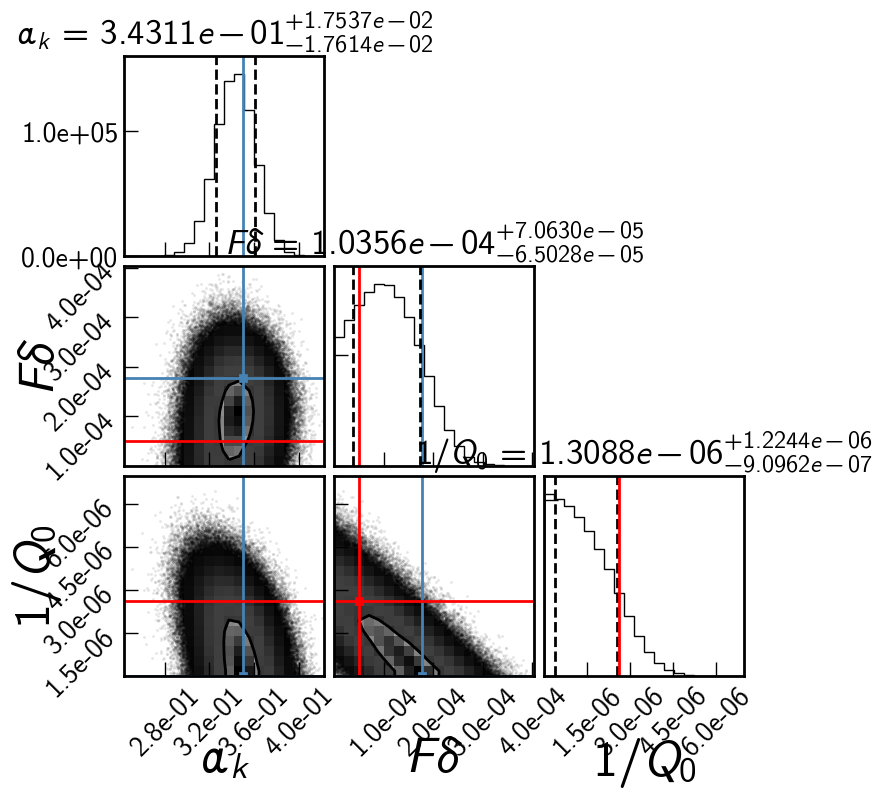 α_k = 3.4311e−01 +1.7537e−02 −1.7614e−02
1.0e+05
0.0e+00
Fδ = 1.0356e−04 +7.0630e−05 −6.5028e−05
4.0e-04
3.0e-04
2.0e-04
1.0e-04
Fδ
1/Q_0 = 1.3088e−06 +1.2244e−06 −9.0962e−07
6.0e-06
4.5e-06
3.0e-06
1.5e-06
1/Q_0
2.8e-01 3.2e-01 3.6e-01 4.0e-01
α_k
1.0e-04 2.0e-04 3.0e-04 4.0e-04
Fδ
1.5e-06 3.0e-06 4.5e-06 6.0e-06
1/Q_0